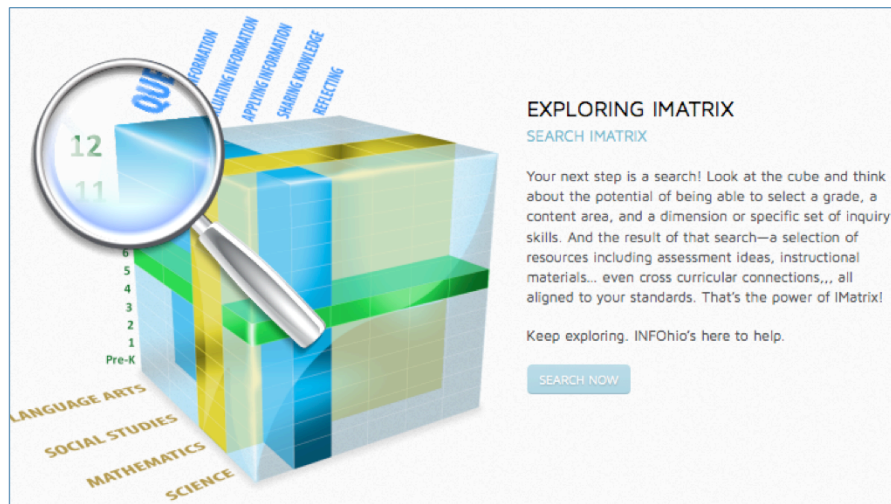 INFORMATION
EVALUATING INFORMATION
APPLYING INFORMATION
SHARING KNOWLEDGE
REFLECTING
12
11
6
5
4
3
2
1
Pre-K
LANGUAGE ARTS
SOCIAL STUDIES
MATHEMATICS
SCIENCE
EXPLORING IMATRIX
SEARCH IMATRIX
Your next step is a search! Look at the cube and think
about the potential of being able to select a grade, a
content area, and a dimension or specific set of inquiry
skills. And the result of that search—a selection of
resources including assessment ideas, instructional
materials... even cross curricular connections,,, all
aligned to your standards. That's the power of IMatrix!
Keep exploring. INFOhio's here to help.
SEARCH NOW